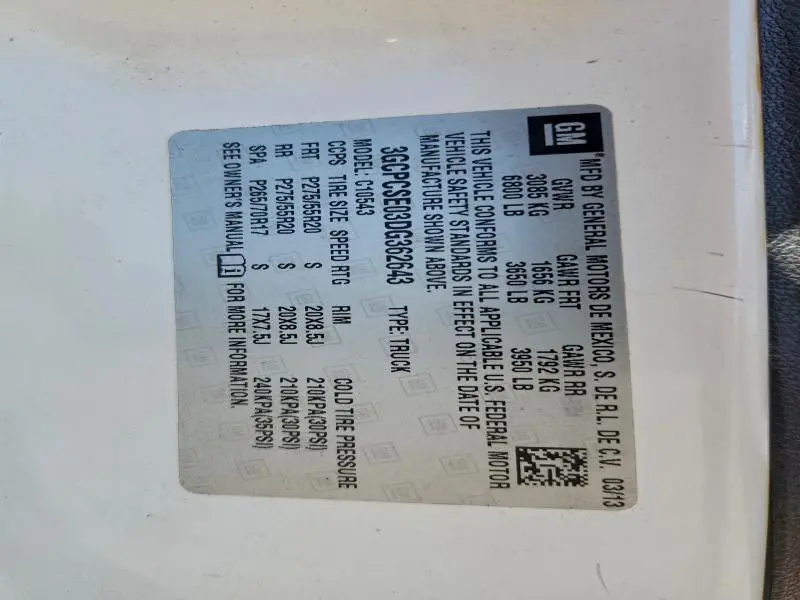 GM ® MFD BY GENERAL MOTORS DE MEXICO, S. DE R.L. DE C.V. 03/13
GVWR GAWR FRT GAWR RR
3085 KG 1656 KG 1792 KG
6800 LB 3650 LB 3950 LB
THIS VEHICLE CONFORMS TO ALL APPLICABLE U.S. FEDERAL MOTOR
VEHICLE SAFETY STANDARDS IN EFFECT ON THE DATE OF
MANUFACTURE SHOWN ABOVE.
3GCPCSE03DG362643 TYPE: TRUCK
MODEL: C10543
CCPS TIRE SIZE SPEED RTG RIM COLD TIRE PRESSURE
FRT P275/55R20 S 20X8.5J 210KPA(30PSI)
RR P275/55R20 S 20X8.5J 210KPA(30PSI)
SPA P265/70R17 S 17X7.5J 240KPA(35PSI)
SEE OWNER'S MANUAL i FOR MORE INFORMATION.